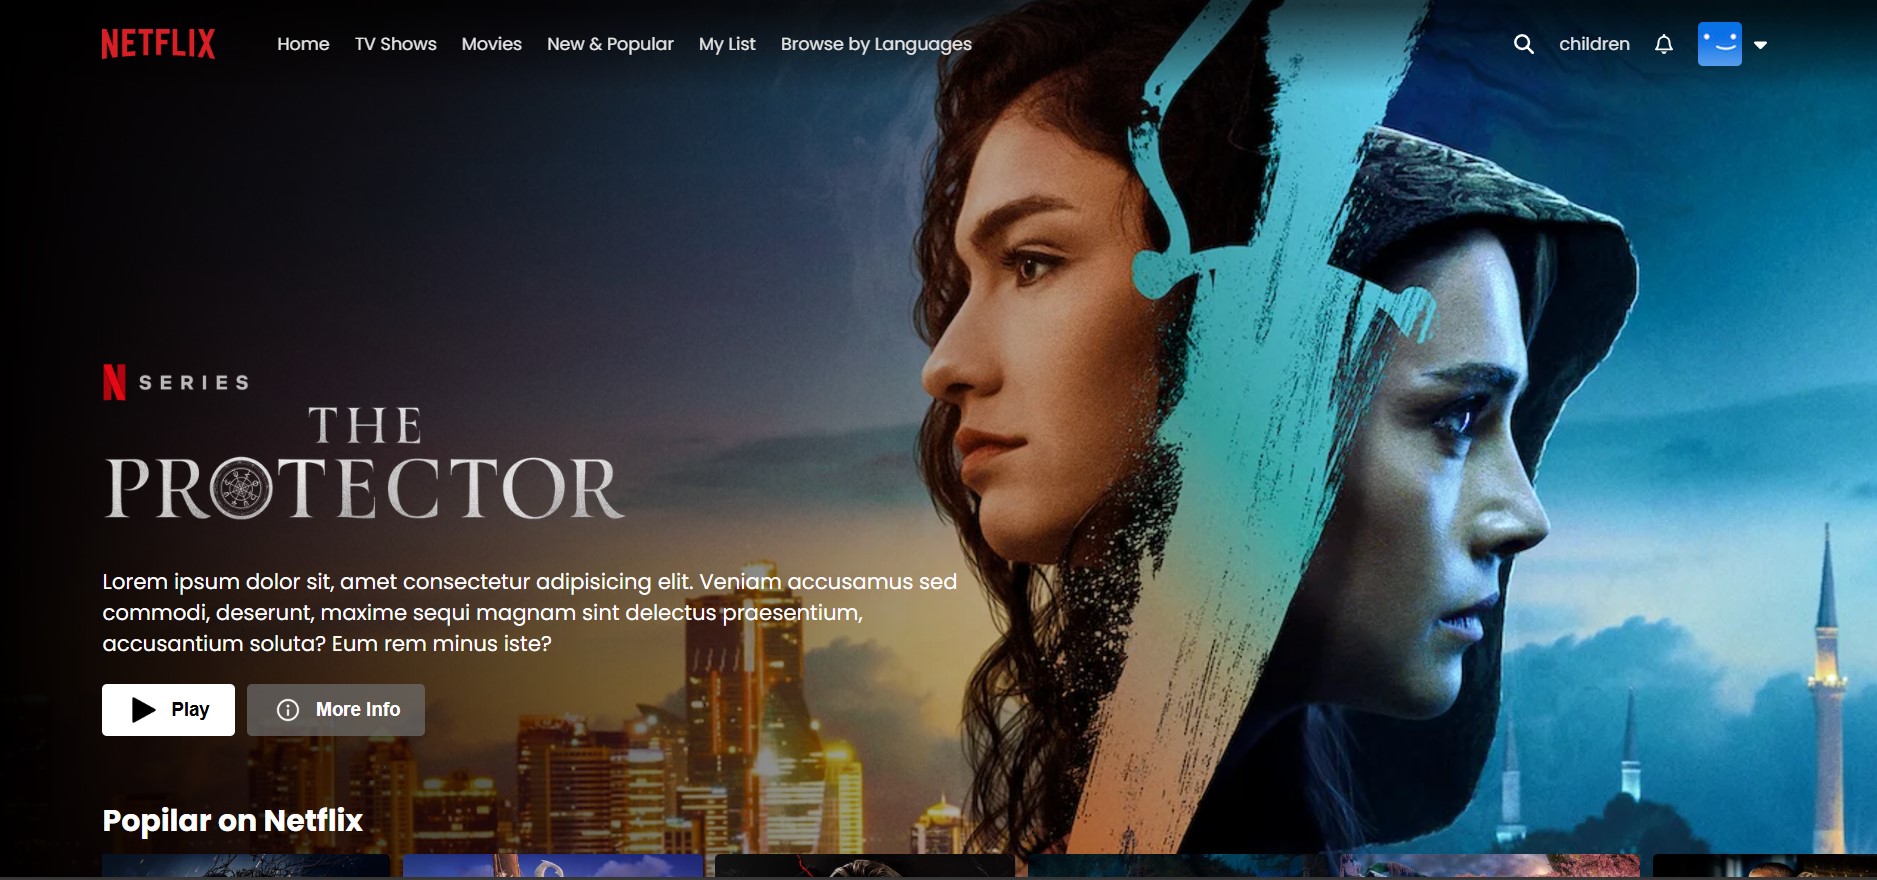 NETFLIX
Home TV Shows Movies New & Popular My List Browse by Languages
children
N SERIES
THE
PROTECTOR
Lorem ipsum dolor sit, amet consectetur adipisicing elit. Veniam accusamus sed
commodi, deserunt, maxime sequi magnam sint delectus praesentium,
accusantium soluta? Eum rem minus iste?
Play
More Info
Popilar on Netflix